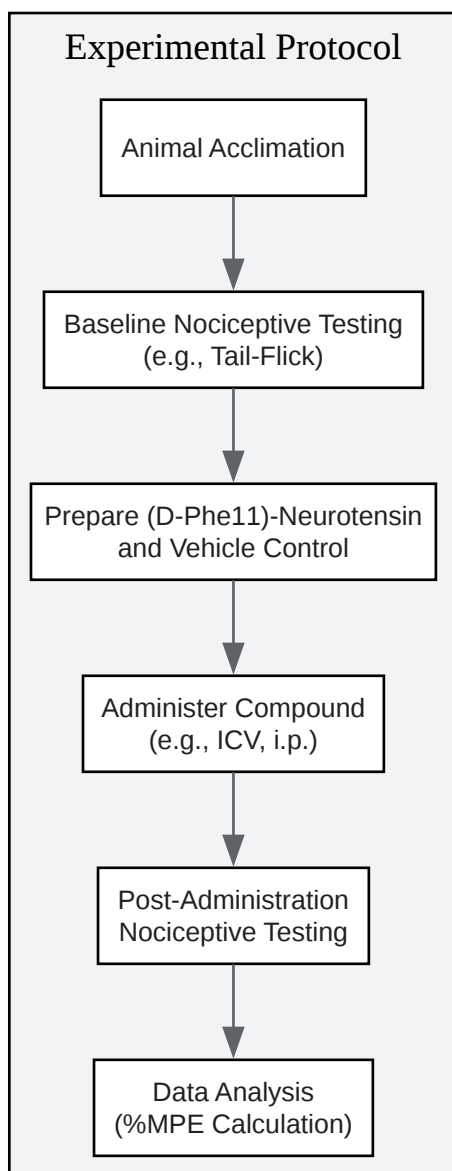 Experimental Protocol
Animal Acclimation
Baseline Nociceptive Testing
(e.g., Tail-Flick)
Prepare (D-Phe11)-Neurotensin
and Vehicle Control
Administer Compound
(e.g., ICV, i.p.)
Post-Administration
Nociceptive Testing
Data Analysis
(%MPE Calculation)